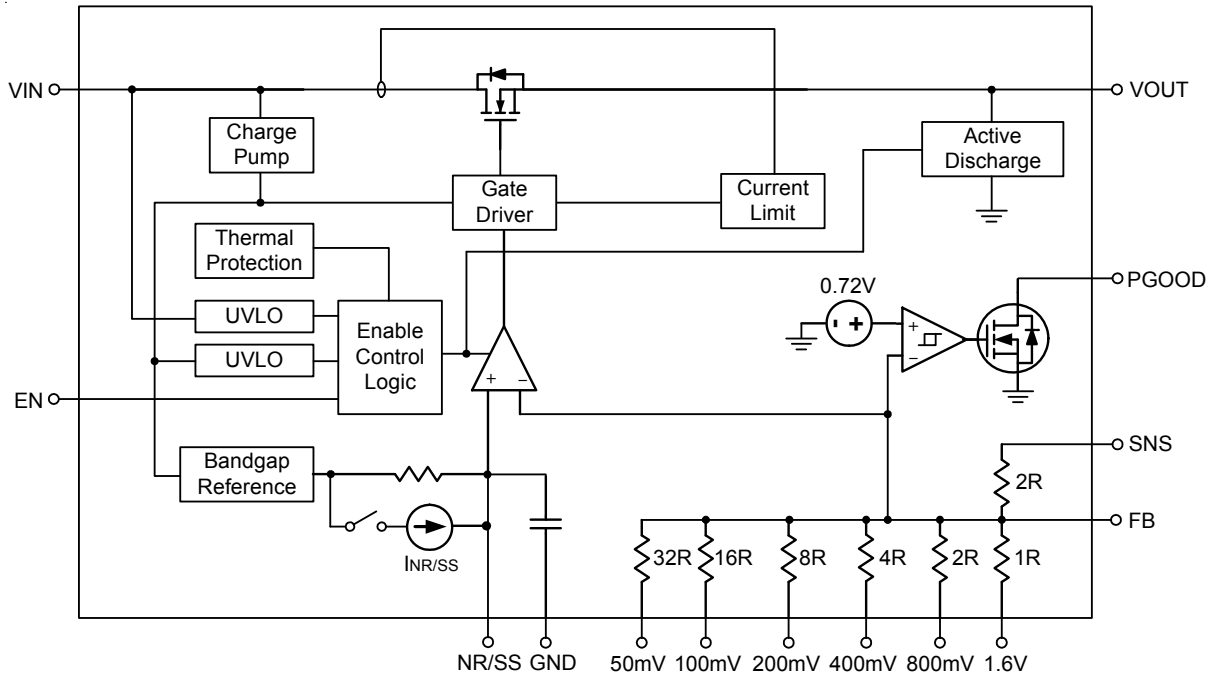 VIN
VOUT
Charge
Pump
Active
Discharge
Gate
Driver
Current
Limit
Thermal
Protection
PGOOD
0.72V
- +
UVLO
Enable
Control
Logic
+
−
UVLO
+ −
EN
SNS
Bandgap
Reference
2R
FB
INR/SS
32R 16R 8R 4R 2R 1R
NR/SS GND 50mV 100mV 200mV 400mV 800mV 1.6V